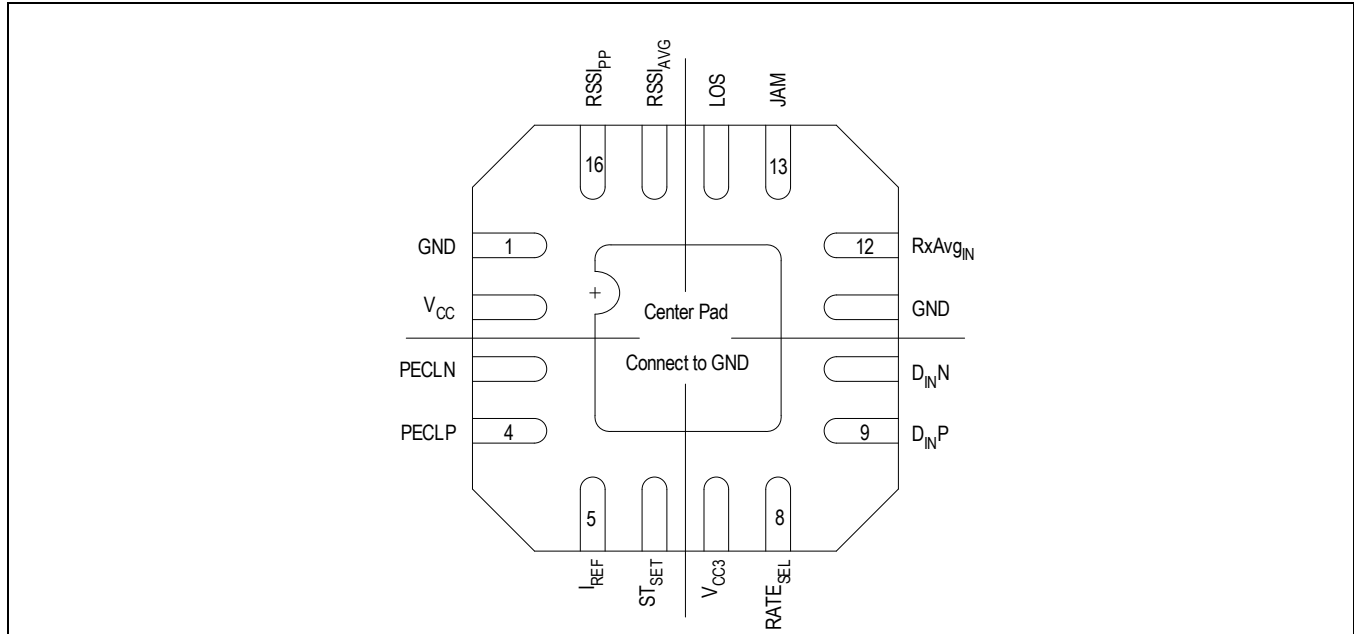 RSSIPP
RSSIAVG
LOS
JAM
16
13
GND
1
12
RxAvgIN
VCC
Center Pad
GND
PECLN
Connect to GND
DINN
PECLP
4
9
DINP
5
8
IREF
STSET
VCC3
RATESEL